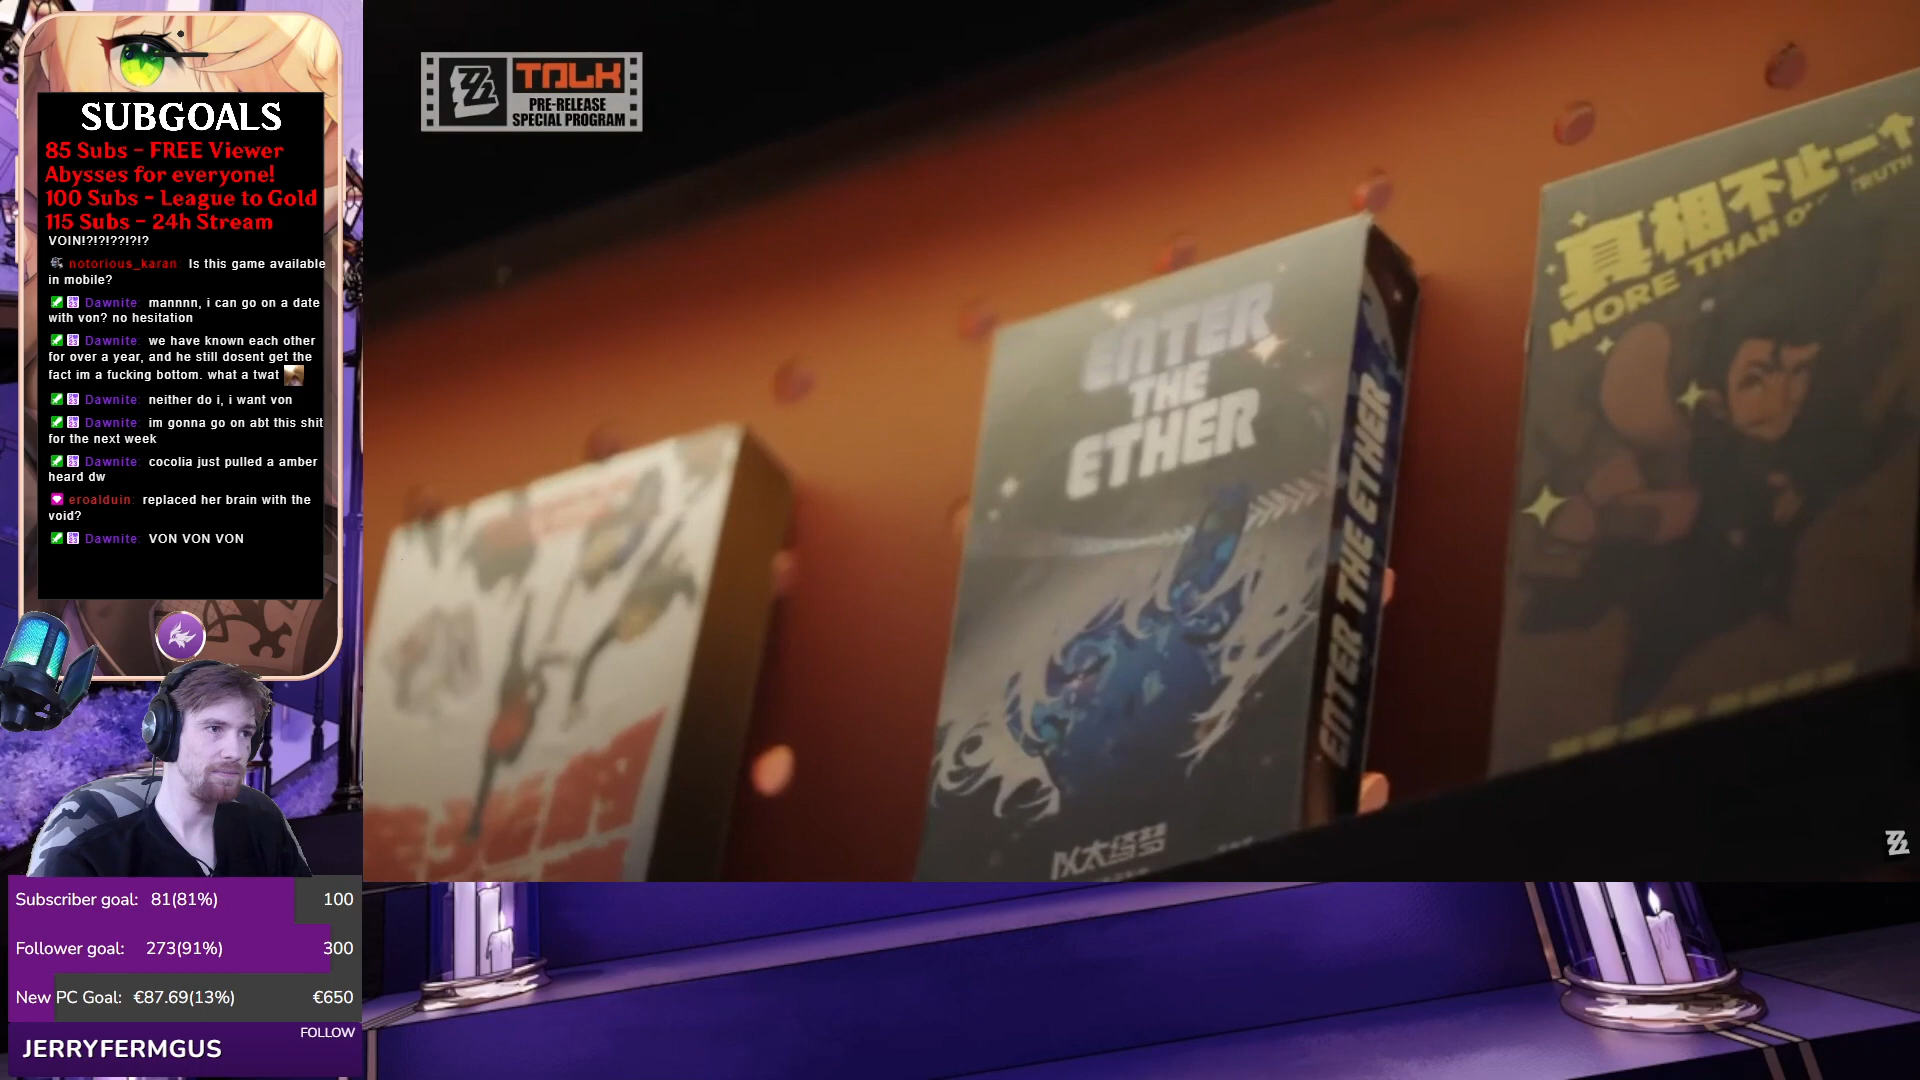 SUBGOALS
85 Subs - FREE Viewer
Abysses for everyone!
100 Subs - League to Gold
115 Subs - 24h Stream
VOIN!?!?!??!?!?
notorious_karan: Is this game available
in mobile?
Dawnite: mannnn, i can go on a date
with von? no hesitation
Dawnite: we have known each other
for over a year, and he still dosent get the
fact im a fucking bottom. what a twat
Dawnite: neither do i, i want von
Dawnite: im gonna go on abt this shit
for the next week
Dawnite: cocolia just pulled a amber
heard dw
eroalduin: replaced her brain with the
void?
Dawnite: VON VON VON
Subscriber goal: 81(81%) 100
Follower goal: 273(91%) 300
New PC Goal: €87.69(13%) €650
FOLLOW
JERRYFERMGUS
TALK
PRE-RELEASE
SPECIAL PROGRAM
ENTER
THE
ETHER
ENTER THE ETHER
真相不止一个
MORE THAN
TRUTH